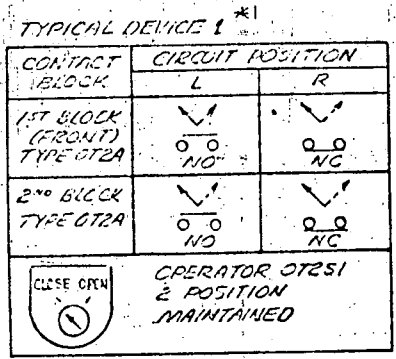 TYPICAL DEVICE 1 *1
CONTACT BLOCK
CIRCUIT POSITION
L
R
1ST BLOCK
(FRONT)
TYPE OT2A
NO
NC
2ND BLOCK
TYPE OT2A
NO
NC
CLOSE OPEN
OPERATOR OT2S1
2 POSITION
MAINTAINED